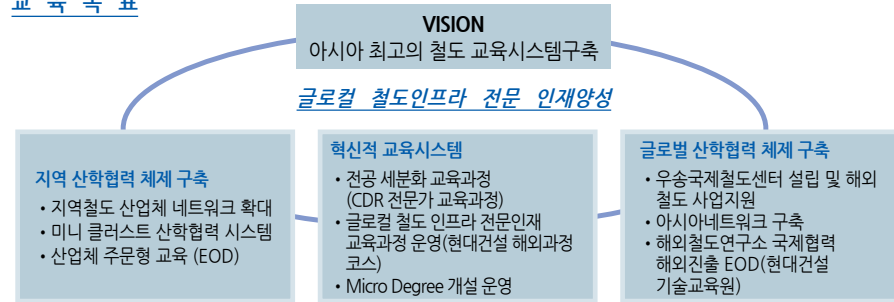 교 육 목 표
VISION
아시아 최고의 철도 교육시스템구축
글로컬 철도인프라 전문 인재양성
지역 산학협력 체제 구축
• 지역철도 산업체 네트워크 확대
• 미니 클러스트 산학협력 시스템
• 산업체 주문형 교육 (EOD)
혁신적 교육시스템
• 전공 세분화 교육과정
(CDR 전문가 교육과정)
• 글로컬 철도 인프라 전문인재
교육과정 운영(현대건설 해외과정
코스)
• Micro Degree 개설 운영
글로벌 산학협력 체제 구축
• 우송국제철도센터 설립 및 해외
철도 사업지원
• 아시아네트워크 구축
• 해외철도연구소 국제협력
해외진출 EOD(현대건설
기술교육원)